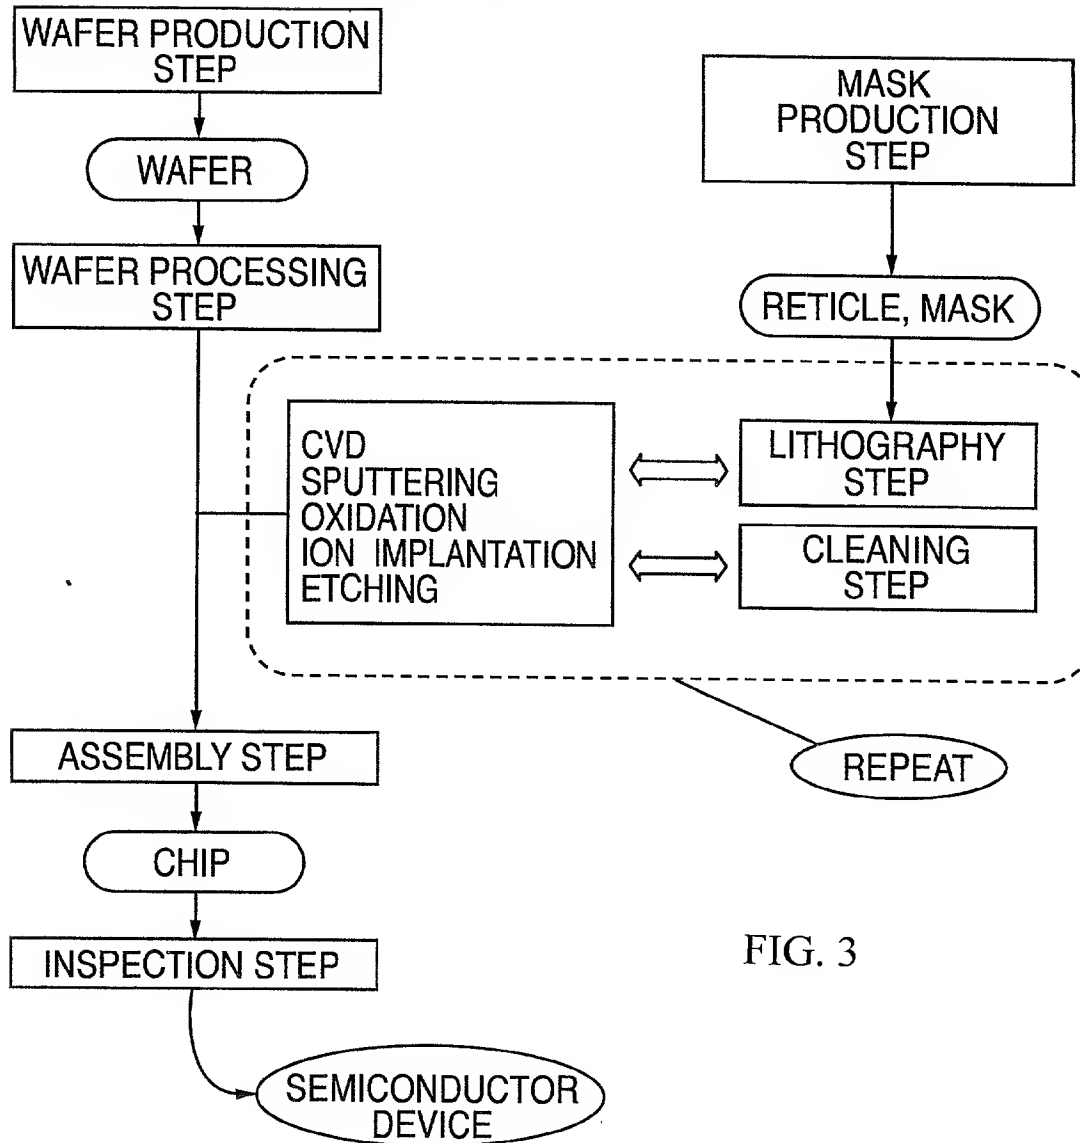 WAFER PRODUCTION
STEP
WAFER
WAFER PROCESSING
STEP
MASK
PRODUCTION
STEP
RETICLE, MASK
CVD
SPUTTERING
OXIDATION
ION IMPLANTATION
ETCHING
LITHOGRAPHY
STEP
CLEANING
STEP
REPEAT
ASSEMBLY STEP
CHIP
INSPECTION STEP
SEMICONDUCTOR
DEVICE
FIG. 3